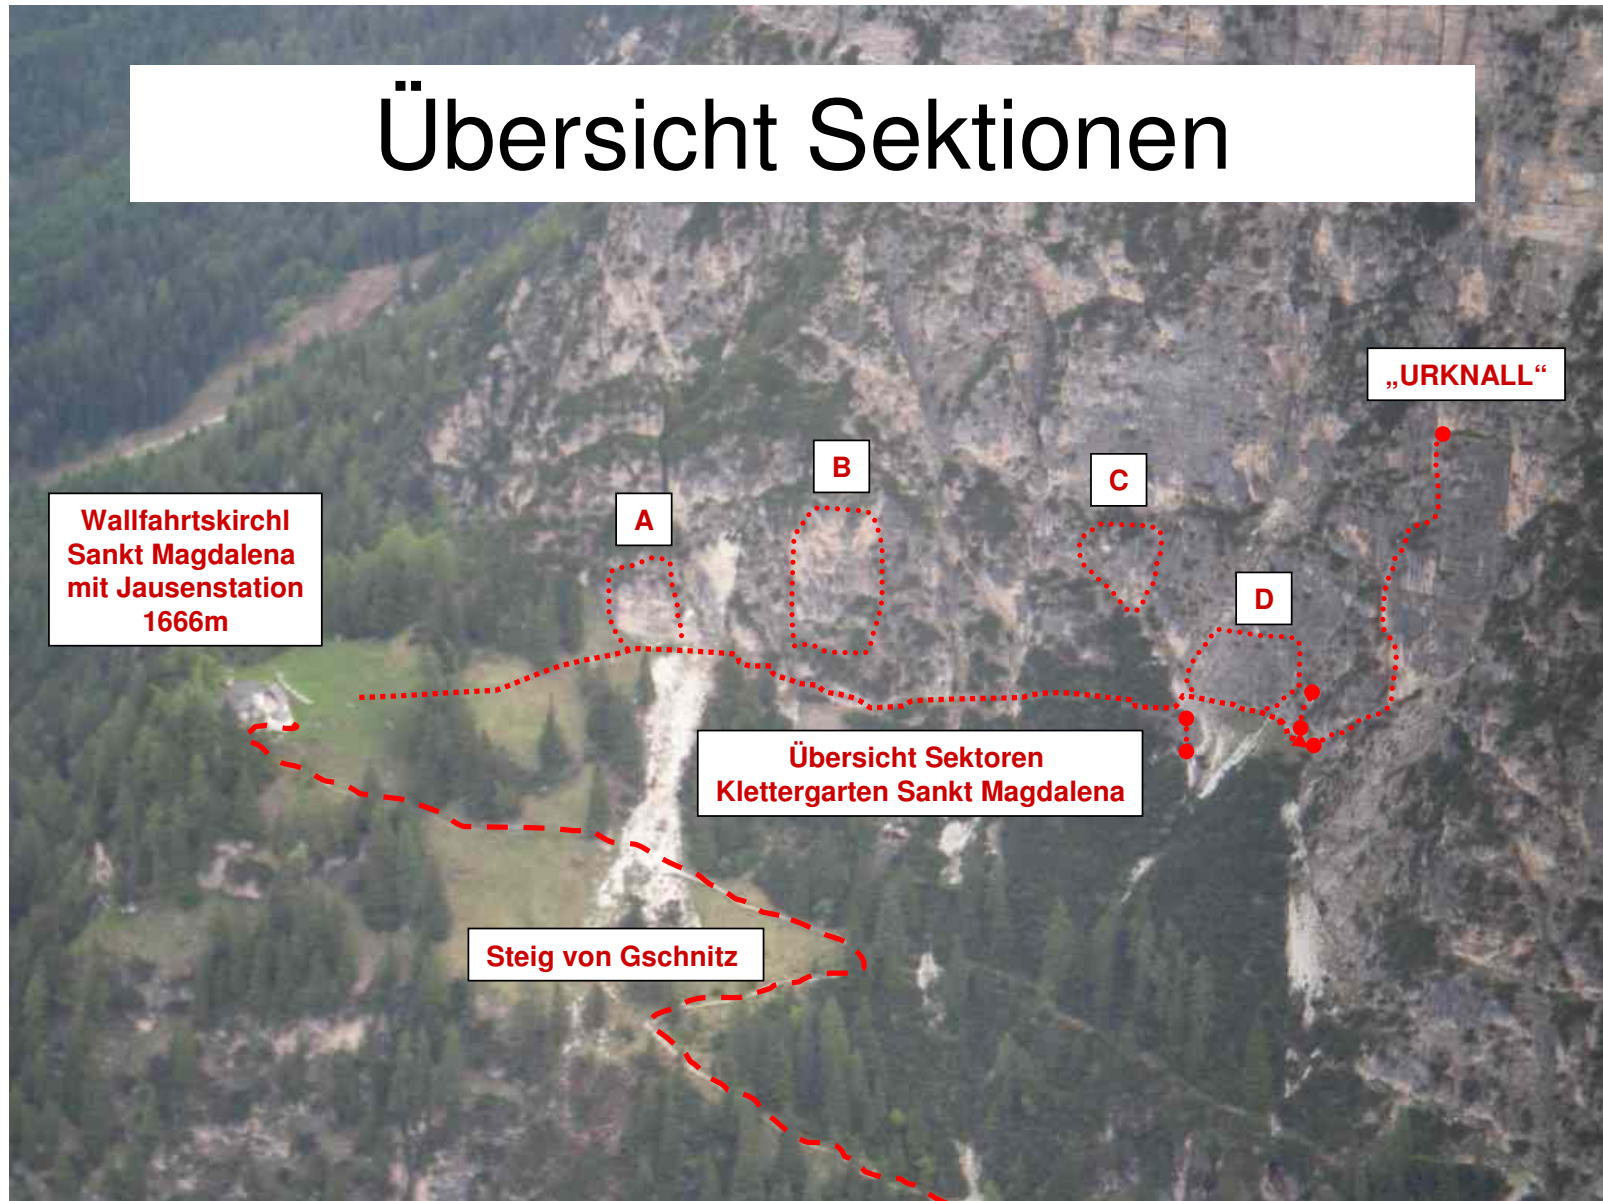 Übersicht Sektionen
„URKNALL“
B
C
A
Wallfahrtskirchl
Sankt Magdalena
mit Jausenstation
1666m
D
Übersicht Sektoren
Klettergarten Sankt Magdalena
Steig von Gschnitz